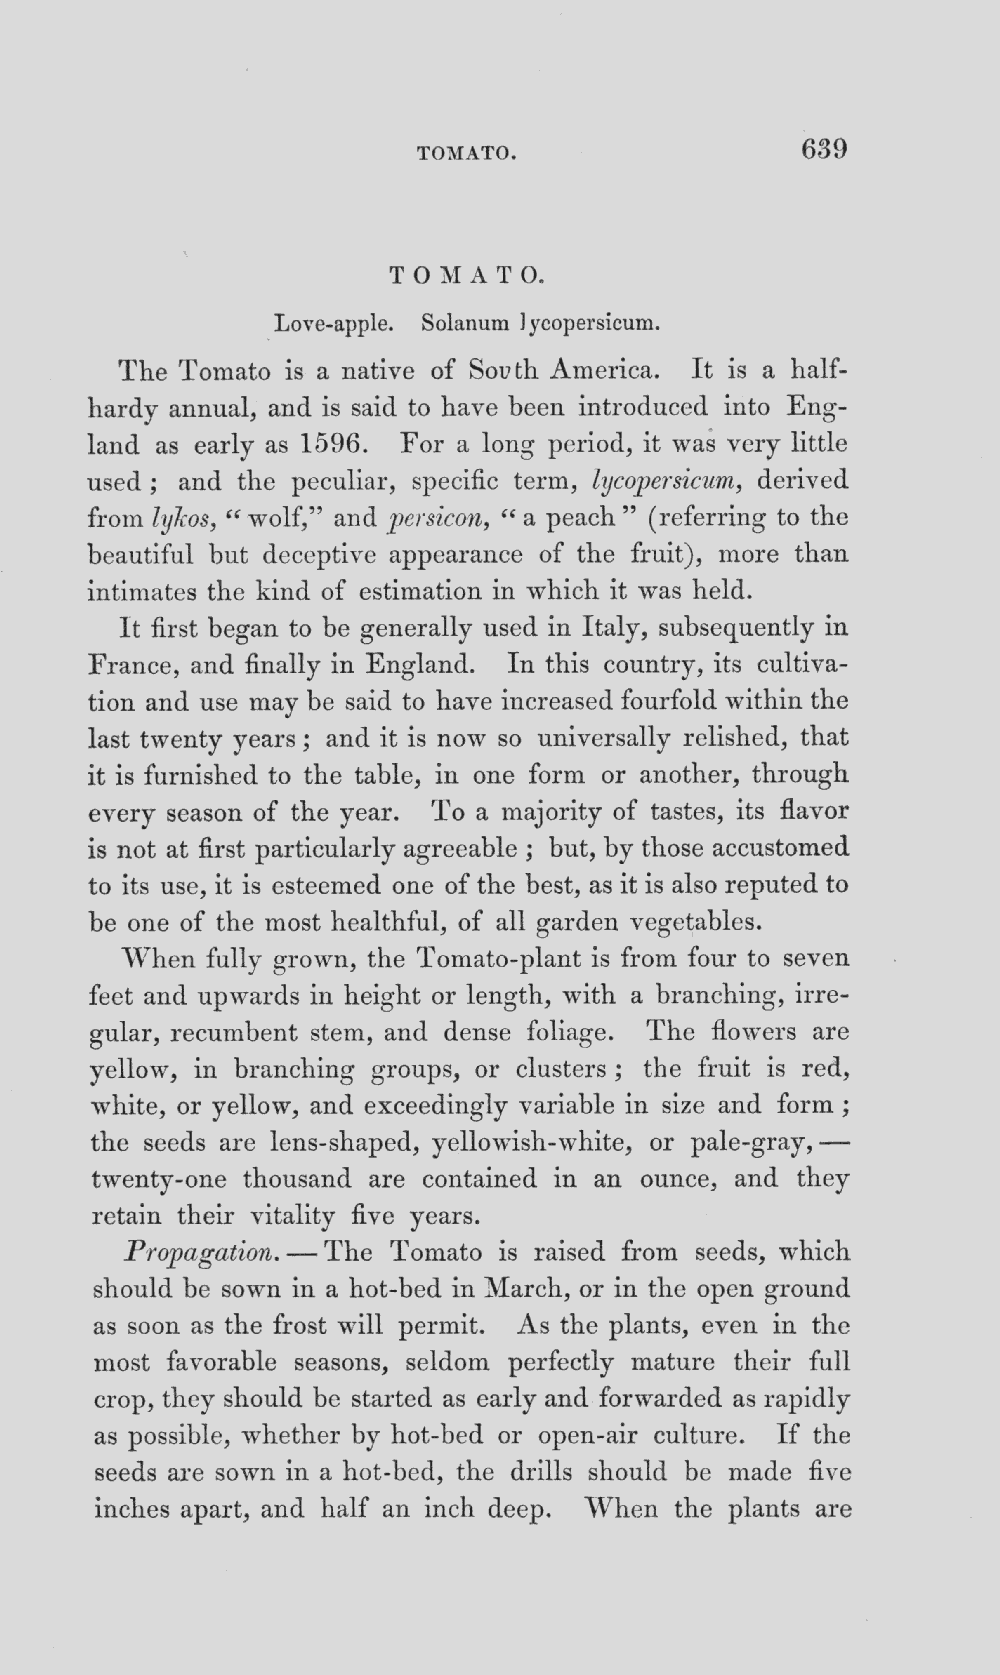 TOMATO. 639
TOMATO.
Love-apple. Solanum lycopersicum.
The Tomato is a native of South America. It is a half-
hardy annual, and is said to have been introduced into Eng-
land as early as 1596. For a long period, it was very little
used ; and the peculiar, specific term, lycopersicum, derived
from lykos, “ wolf,” and persicon, “ a peach ” (referring to the
beautiful but deceptive appearance of the fruit), more than
intimates the kind of estimation in which it was held.
It first began to be generally used in Italy, subsequently in
France, and finally in England. In this country, its cultiva-
tion and use may be said to have increased fourfold within the
last twenty years ; and it is now so universally relished, that
it is furnished to the table, in one form or another, through
every season of the year. To a majority of tastes, its flavor
is not at first particularly agreeable ; but, by those accustomed
to its use, it is esteemed one of the best, as it is also reputed to
be one of the most healthful, of all garden vegetables.
When fully grown, the Tomato-plant is from four to seven
feet and upwards in height or length, with a branching, irre-
gular, recumbent stem, and dense foliage. The flowers are
yellow, in branching groups, or clusters ; the fruit is red,
white, or yellow, and exceedingly variable in size and form ;
the seeds are lens-shaped, yellowish-white, or pale-gray, —
twenty-one thousand are contained in an ounce, and they
retain their vitality five years.
Propagation. — The Tomato is raised from seeds, which
should be sown in a hot-bed in March, or in the open ground
as soon as the frost will permit. As the plants, even in the
most favorable seasons, seldom perfectly mature their full
crop, they should be started as early and forwarded as rapidly
as possible, whether by hot-bed or open-air culture. If the
seeds are sown in a hot-bed, the drills should be made five
inches apart, and half an inch deep. When the plants are